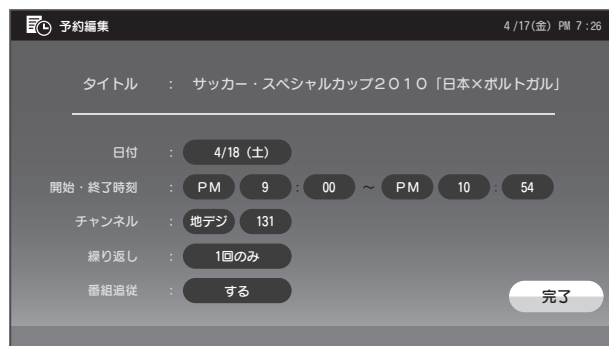 予約編集 4/17(金) PM 7:26
タイトル : サッカー・スペシャルカップ2010「日本×ポルトガル」
日付 : 4/18(土)
開始・終了時刻 : PM 9 : 00 ～ PM 10 : 54
チャンネル : 地デジ 131
繰り返し : 1回のみ
番組追従 : する
完了